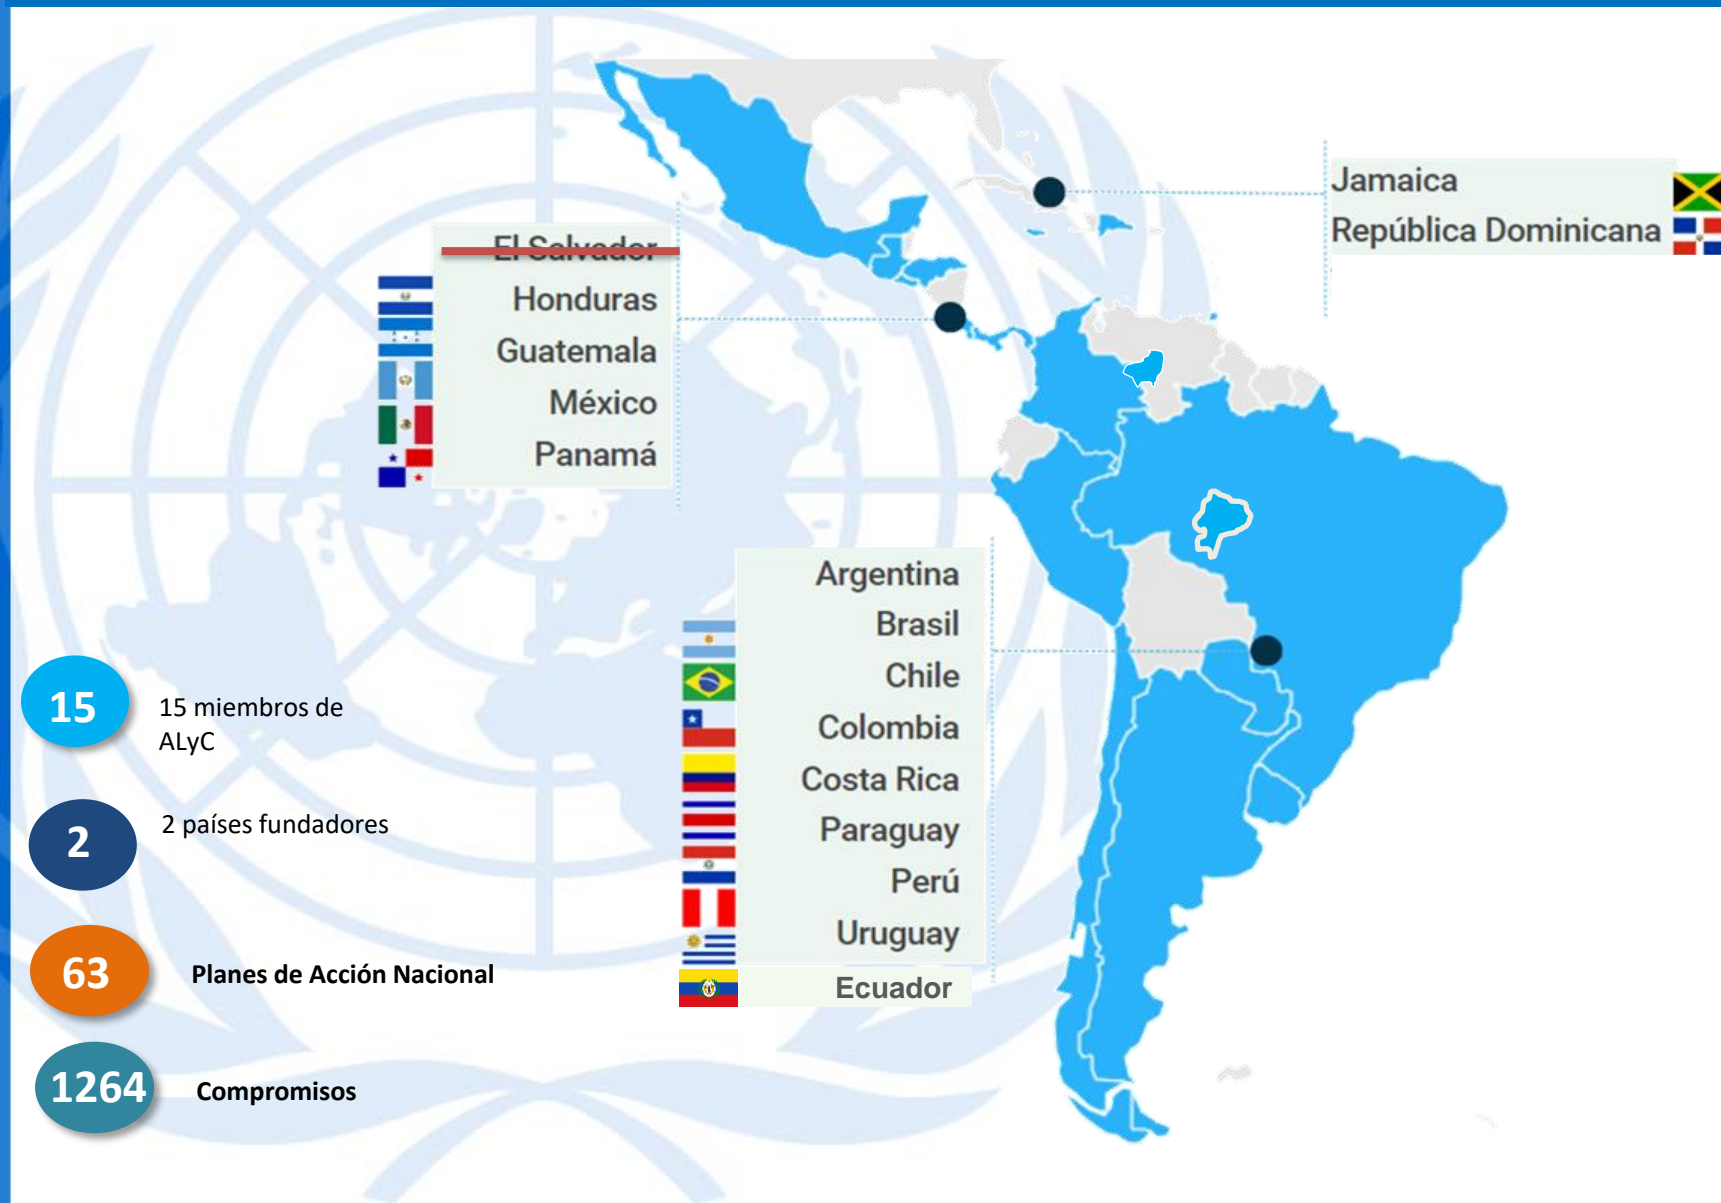 Jamaica
República Dominicana
El Salvador
Honduras
Guatemala
México
Panamá
Argentina
Brasil
Chile
Colombia
Costa Rica
Paraguay
Perú
Uruguay
Ecuador
15
15 miembros de
ALyC
2
2 países fundadores
63
Planes de Acción Nacional
1264
Compromisos